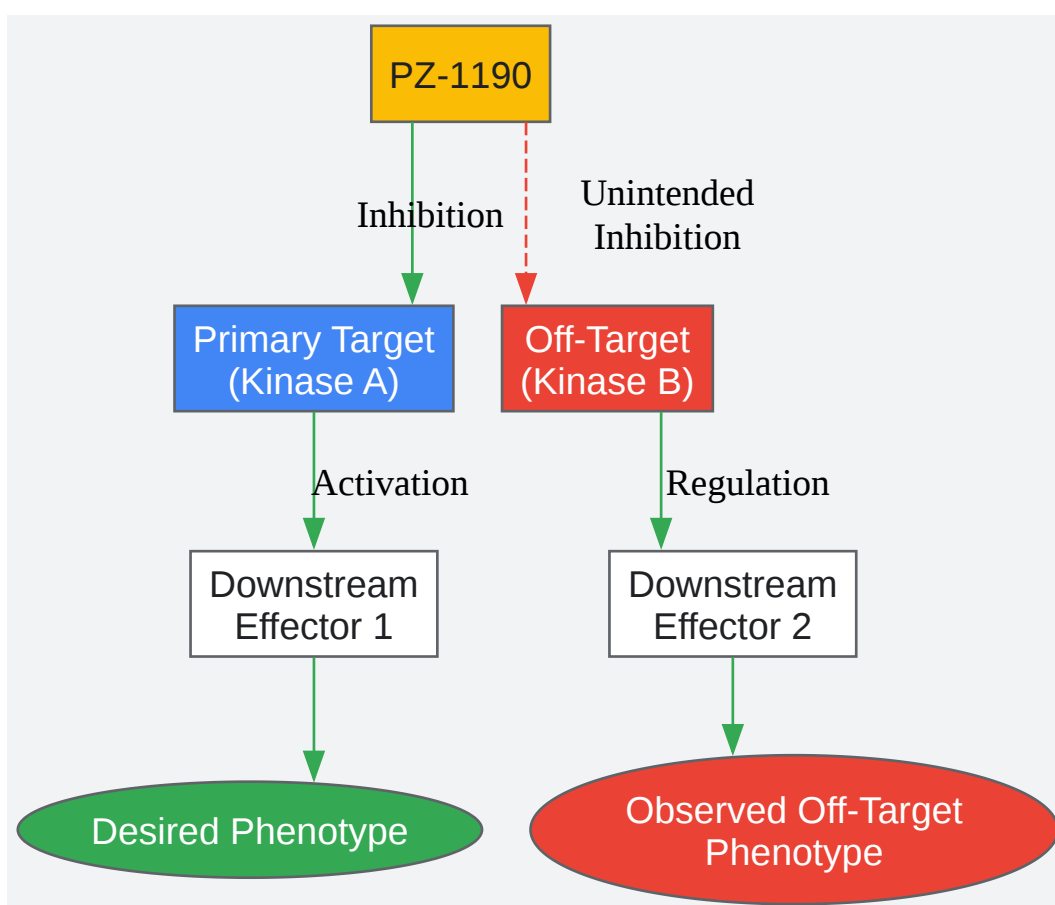 PZ-1190
Inhibition
Unintended
Inhibition
Primary Target
(Kinase A)
Off-Target
(Kinase B)
Activation
Regulation
Downstream
Effector 1
Downstream
Effector 2
Desired Phenotype
Observed Off-Target
Phenotype